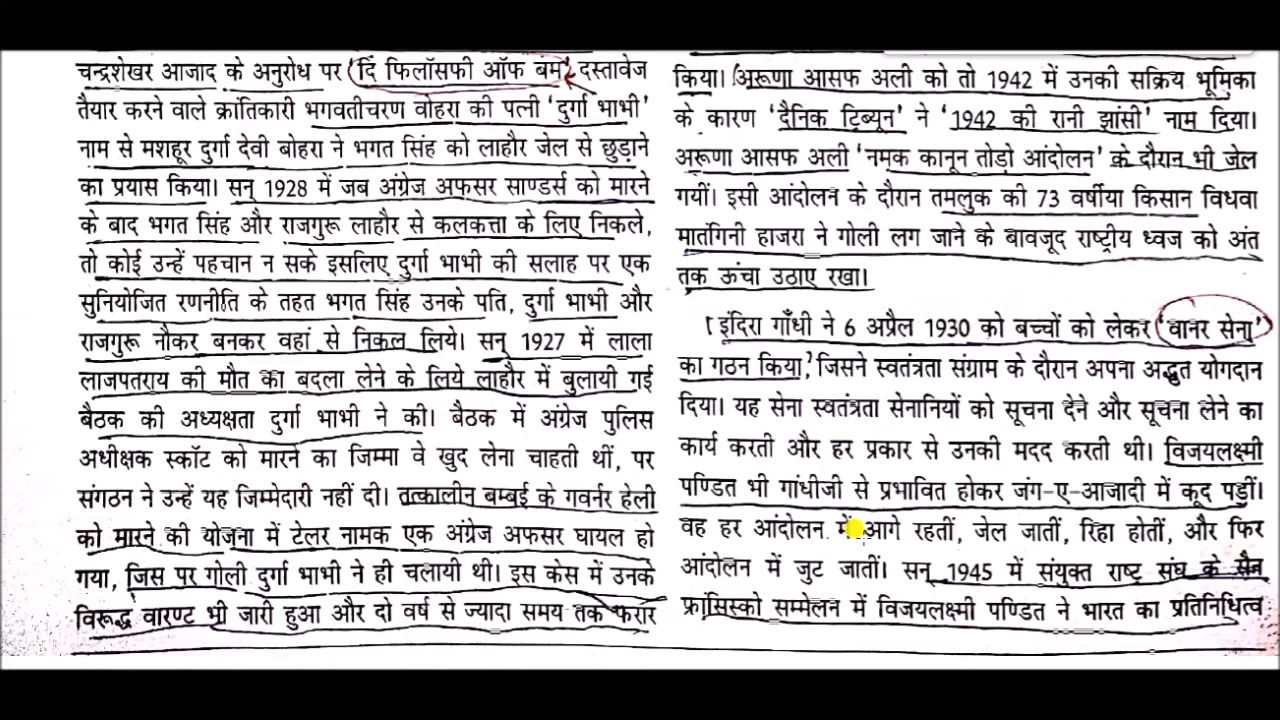 चन्द्रशेखर आजाद के अनुरोध पर 'दि फिलॉसफी ऑफ बम' दस्तावेज
तैयार करने वाले क्रांतिकारी भगवतीचरण वोहरा की पत्नी 'दुर्गा भाभी'
नाम से मशहूर दुर्गा देवी बोहरा ने भगत सिंह को लाहौर जेल से छुड़ाने
का प्रयास किया। सन् 1928 में जब अंग्रेज अफसर साण्डर्स को मारने
के बाद भगत सिंह और राजगुरू लाहौर से कलकत्ता के लिए निकले,
तो कोई उन्हें पहचान न सके इसलिए दुर्गा भाभी की सलाह पर एक
सुनियोजित रणनीति के तहत भगत सिंह उनके पति, दुर्गा भाभी और
राजगुरू नौकर बनकर वहां से निकल लिये। सन् 1927 में लाला
लाजपतराय की मौत का बदला लेने के लिये लाहौर में बुलायी गई
बैठक की अध्यक्षता दुर्गा भाभी ने की। बैठक में अंग्रेज पुलिस
अधीक्षक स्कॉट को मारने का जिम्मा वे खुद लेना चाहती थीं, पर
संगठन ने उन्हें यह जिम्मेदारी नहीं दी। तत्कालीन बम्बई के गवर्नर हेली
को मारने की योजना में टेलर नामक एक अंग्रेज अफसर घायल हो
गया, जिस पर गोली दुर्गा भाभी ने ही चलायी थी। इस केस में उनके
विरूद्ध वारण्ट भी जारी हुआ और दो वर्ष से ज्यादा समय तक फरार
किया। अरूणा आसफ अली को तो 1942 में उनकी सक्रिय भूमिका
के कारण 'दैनिक ट्रिब्यून' ने '1942 की रानी झांसी' नाम दिया।
अरूणा आसफ अली 'नमक कानून तोड़ो आंदोलन' के दौरान भी जेल
गयीं। इसी आंदोलन के दौरान तमलुक की 73 वर्षीया किसान विधवा
मातंगिनी हाजरा ने गोली लग जाने के बावजूद राष्ट्रीय ध्वज को अंत
तक ऊंचा उठाए रखा।
इंदिरा गाँधी ने 6 अप्रैल 1930 को बच्चों को लेकर 'वानर सेना'
का गठन किया, जिसने स्वतंत्रता संग्राम के दौरान अपना अद्भुत योगदान
दिया। यह सेना स्वतंत्रता सेनानियों को सूचना देने और सूचना लेने का
कार्य करती और हर प्रकार से उनकी मदद करती थी। विजयलक्ष्मी
पण्डित भी गांधीजी से प्रभावित होकर जंग-ए-आजादी में कूद पड़ीं।
वह हर आंदोलन में आगे रहतीं, जेल जातीं, रिहा होतीं, और फिर
आंदोलन में जुट जातीं। सन् 1945 में संयुक्त राष्ट्र संघ के सैन
फ्रांसिस्को सम्मेलन में विजयलक्ष्मी पण्डित ने भारत का प्रतिनिधित्व